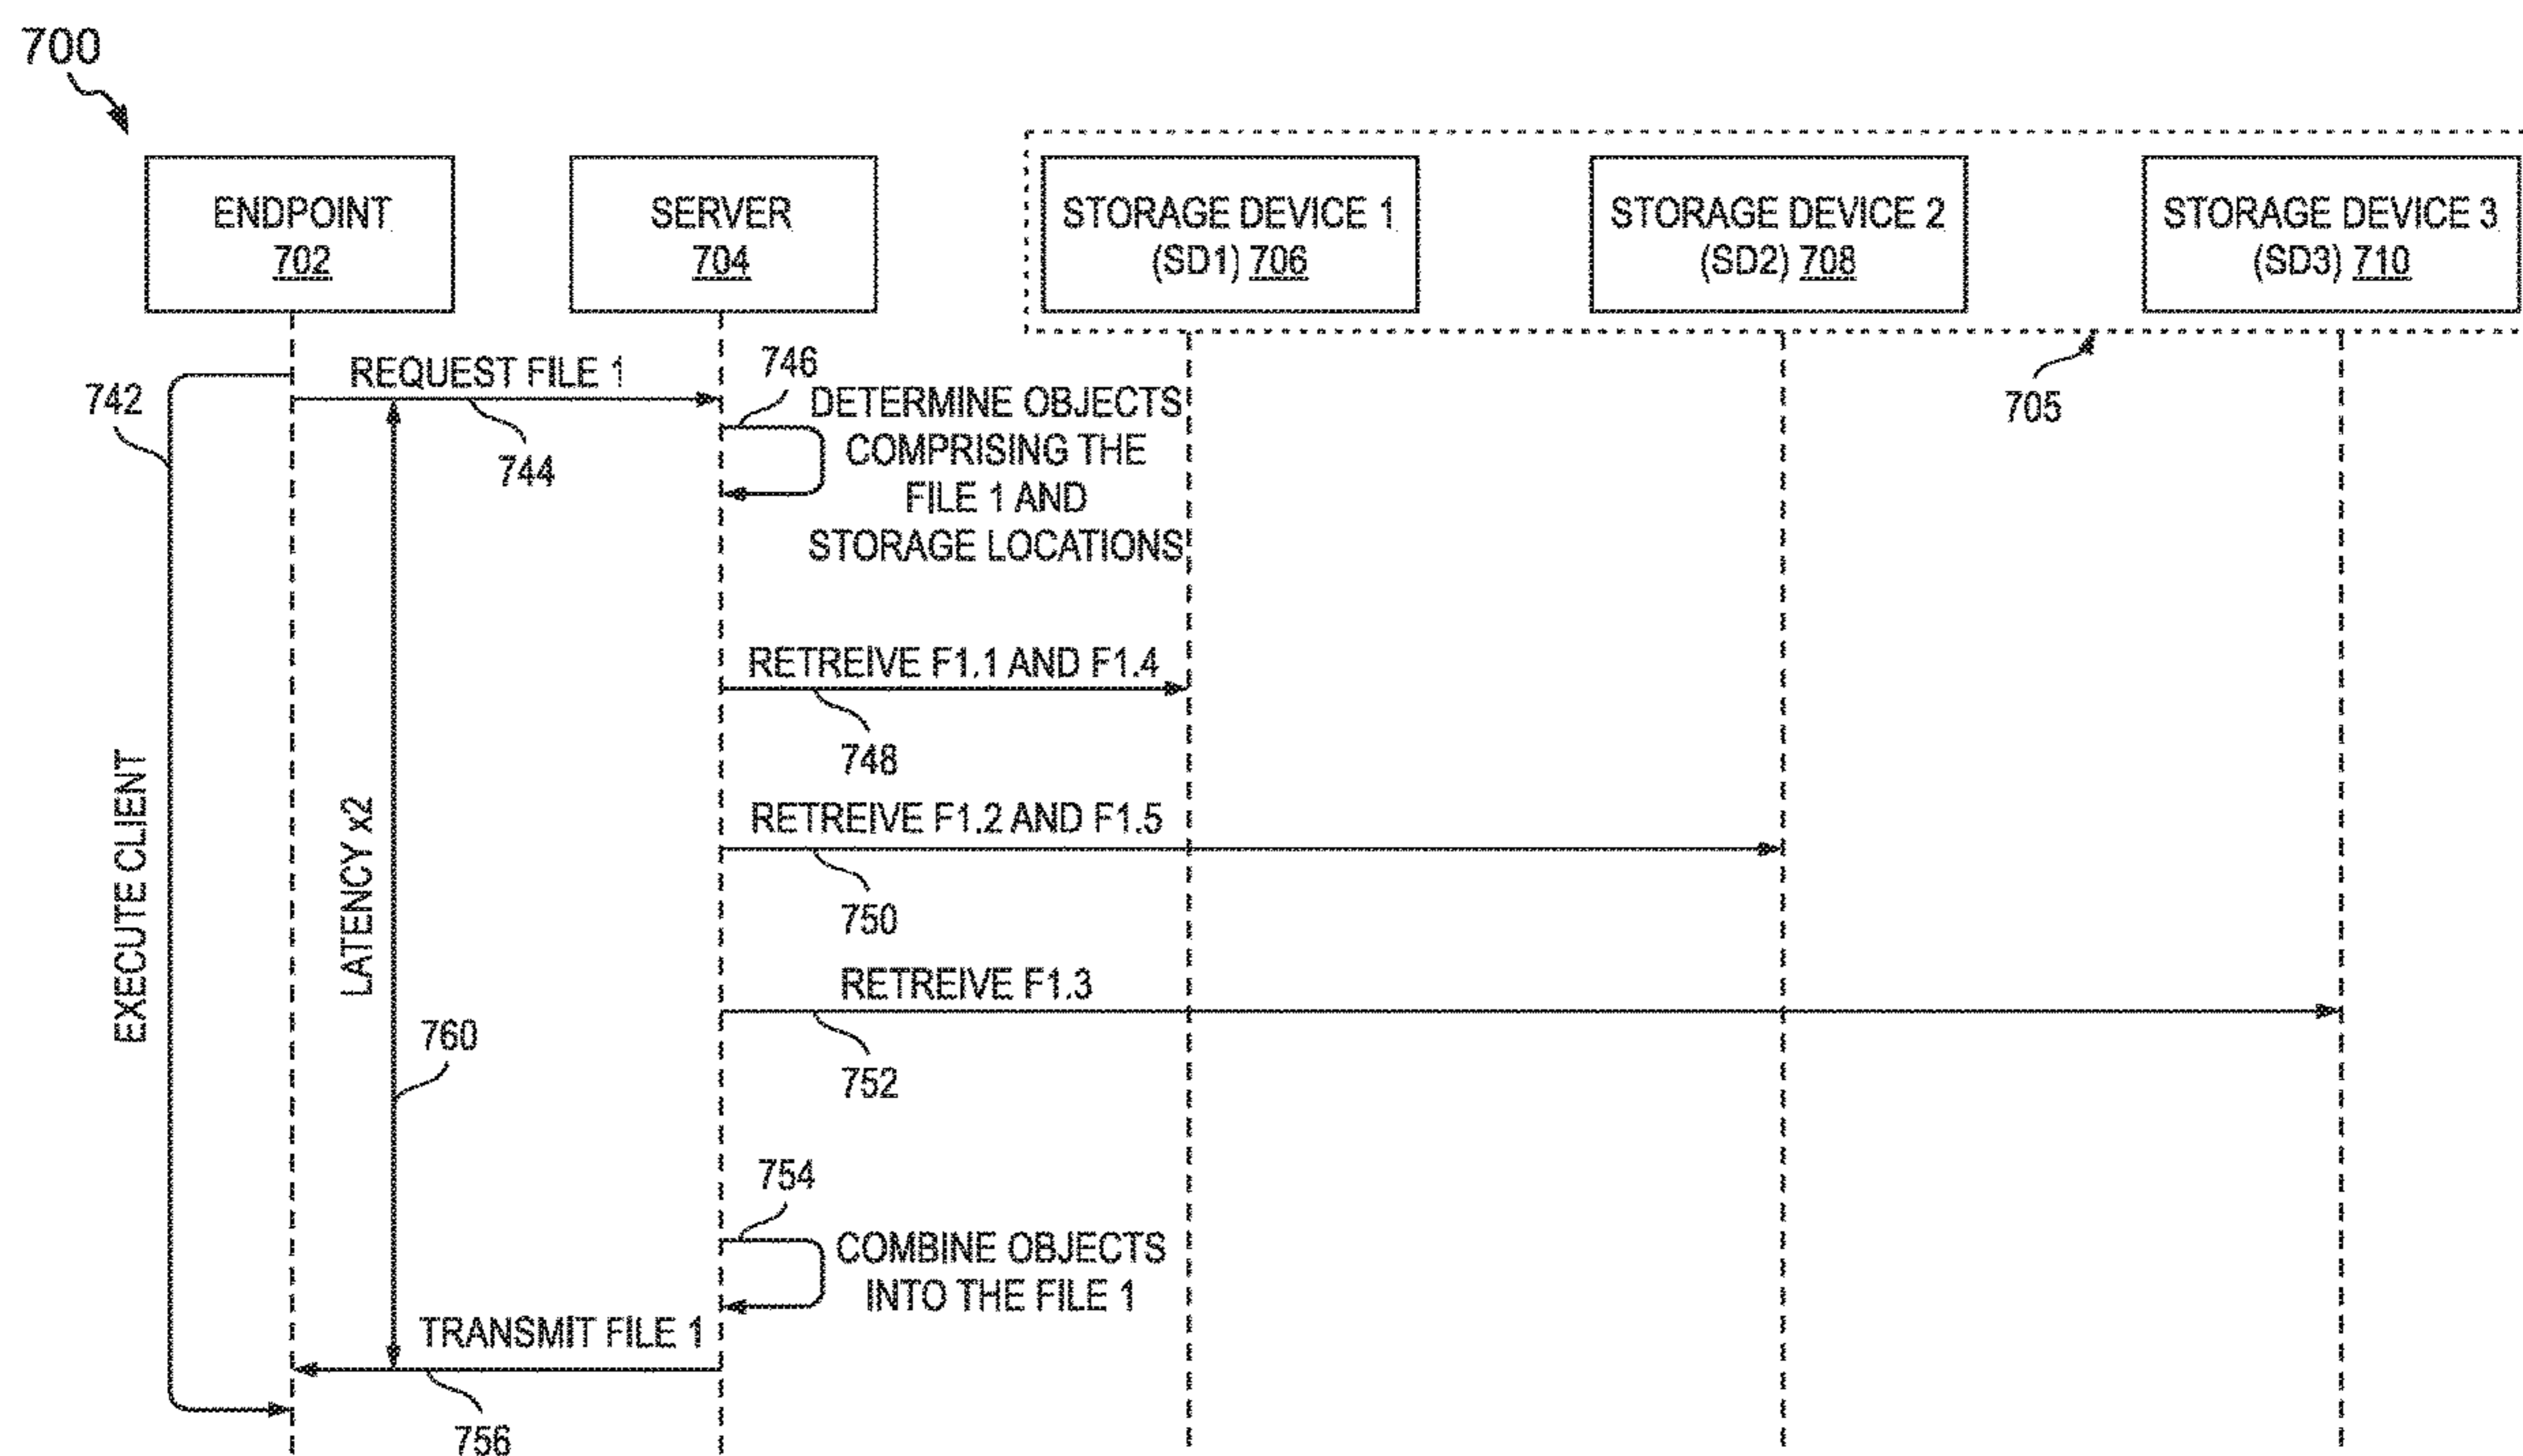 700
ENDPOINT
702
SERVER
704
STORAGE DEVICE 1
(SD1) 706
STORAGE DEVICE 2
(SD2) 708
STORAGE DEVICE 3
(SD3) 710
705
742
EXECUTE CLIENT
REQUEST FILE 1
744
746
DETERMINE OBJECTS
COMPRISING THE
FILE 1 AND
STORAGE LOCATIONS
LATENCY x2
760
RETREIVE F1.1 AND F1.4
748
RETREIVE F1.2 AND F1.5
750
RETREIVE F1.3
752
754
COMBINE OBJECTS
INTO THE FILE 1
TRANSMIT FILE 1
756